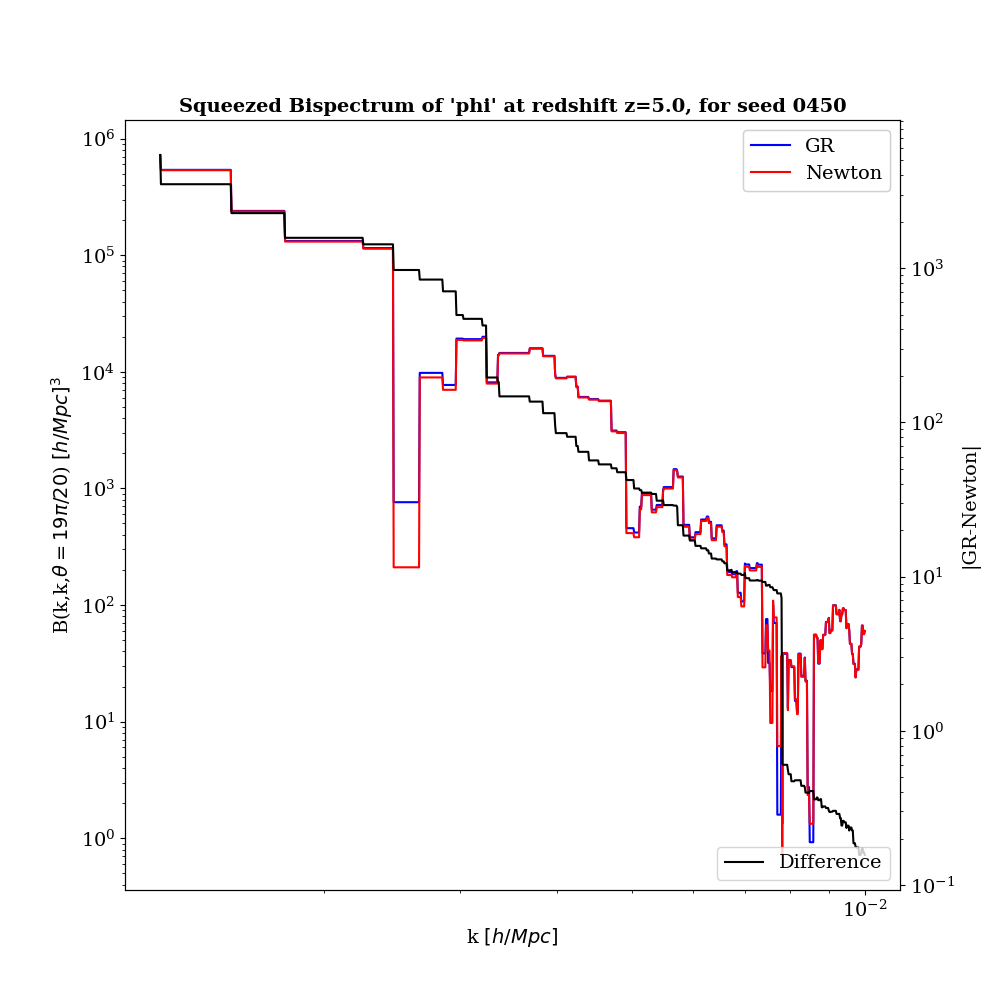 Squeezed Bispectrum of 'phi' at redshift z=5.0, for seed 0450
GR
Newton
10^6
10^5
10^4
10^3
10^2
10^1
10^0
B(k,k,θ = 19π/20) [h/Mpc]^3
10^3
10^2
10^1
10^0
10^-1
|GR-Newton|
Difference
10^-2
k [h/Mpc]